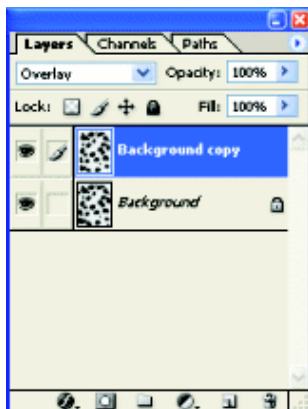 Layers Channels Paths
Overlay Opacity: 100%
Lock: Fill: 100%
Background copy
Background